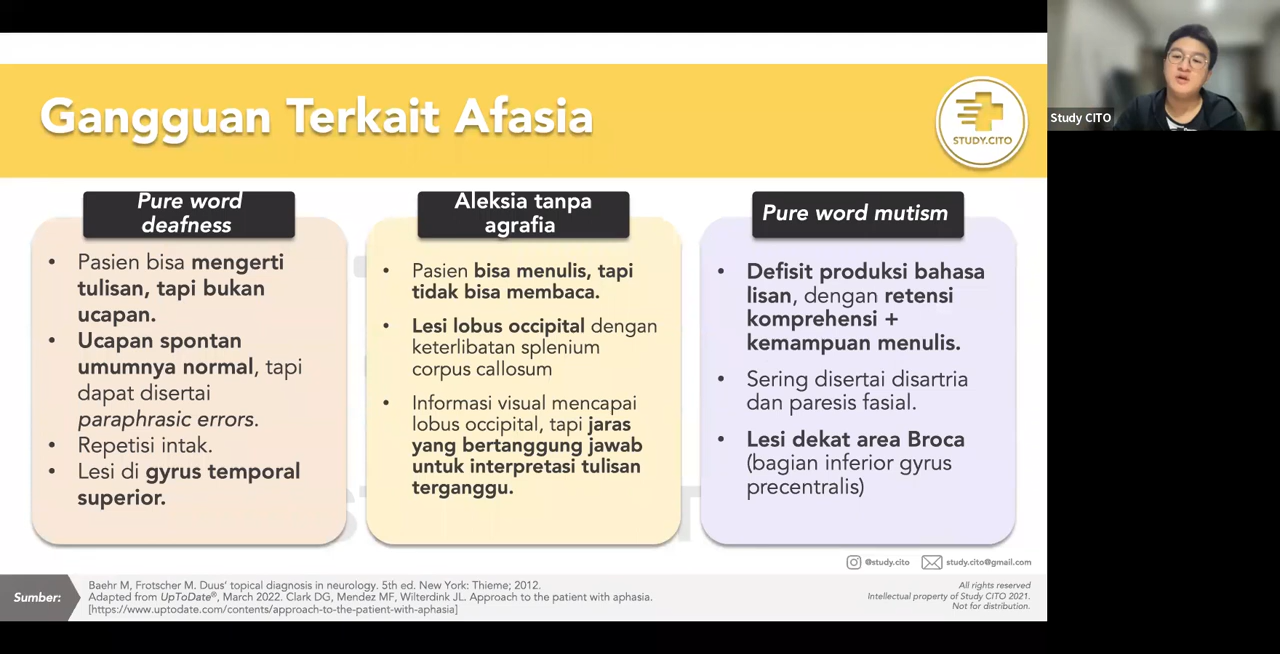 Gangguan Terkait Afasia
STUDY.CITO
Study CITO
Pure word
deafness
Pasien bisa mengerti
tulisan, tapi bukan
ucapan.
Ucapan spontan
umumnya normal, tapi
dapat disertai
paraphrasic errors.
Repetisi intak.
Lesi di gyrus temporal
superior.
Aleksia tanpa
agrafia
Pasien bisa menulis, tapi
tidak bisa membaca.
Lesi lobus occipital dengan
keterlibatan splenium
corpus callosum
Informasi visual mencapai
lobus occipital, tapi jaras
yang bertanggung jawab
untuk interpretasi tulisan
terganggu.
Pure word mutism
Defisit produksi bahasa
lisan, dengan retensi
komprehensi +
kemampuan menulis.
Sering disertai disartria
dan paresis fasial.
Lesi dekat area Broca
(bagian inferior gyrus
precentralis)
@study.cito
study.cito@gmail.com
Sumber:
Baehr M, Frotscher M. Duus’ topical diagnosis in neurology. 5th ed. New York: Thieme; 2012.
Adapted from UpToDate®, March 2022. Clark DG, Mendez MF, Wilterdink JL. Approach to the patient with aphasia.
[https://www.uptodate.com/contents/approach-to-the-patient-with-aphasia]
All rights reserved
Intellectual property of Study CITO 2021.
Not for distribution.